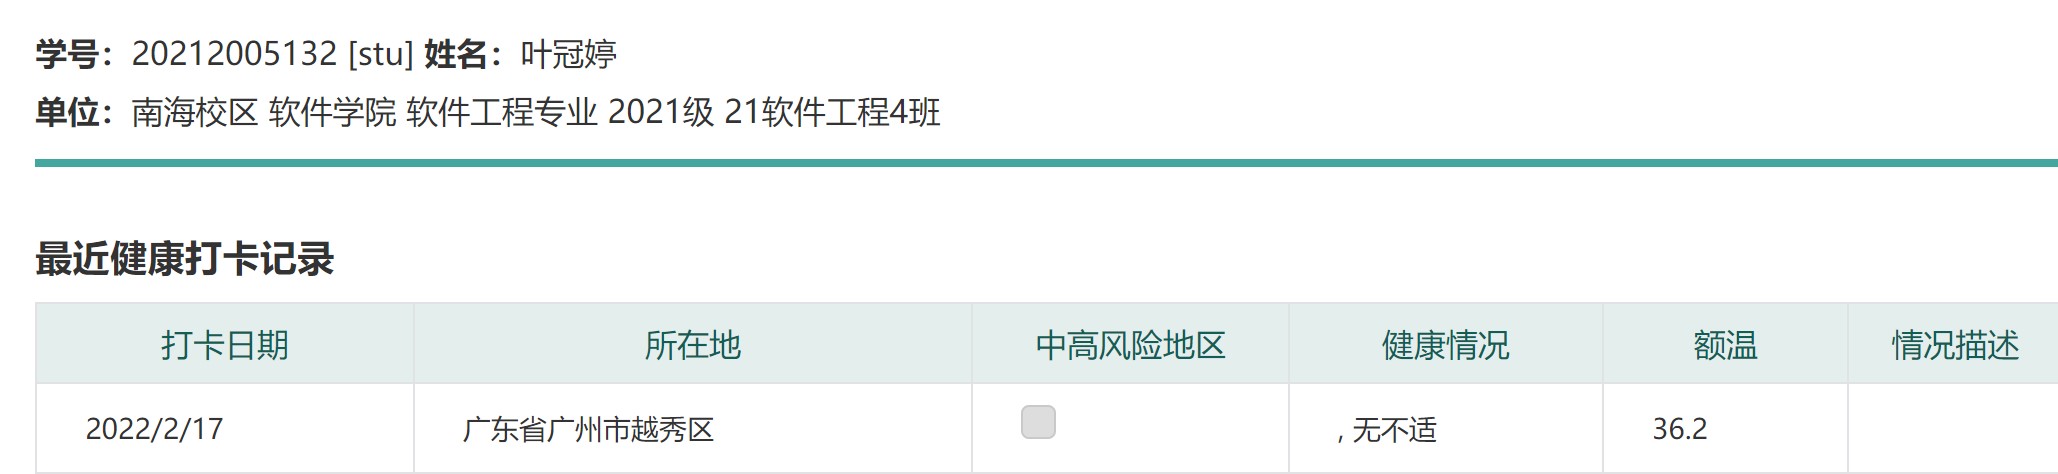 学号：20212005132 [stu] 姓名：叶冠婷
单位：南海校区 软件学院 软件工程专业 2021级 21软件工程4班
最近健康打卡记录
打卡日期 所在地 中高风险地区 健康情况 额温 情况描述
2022/2/17 广东省广州市越秀区 , 无不适 36.2